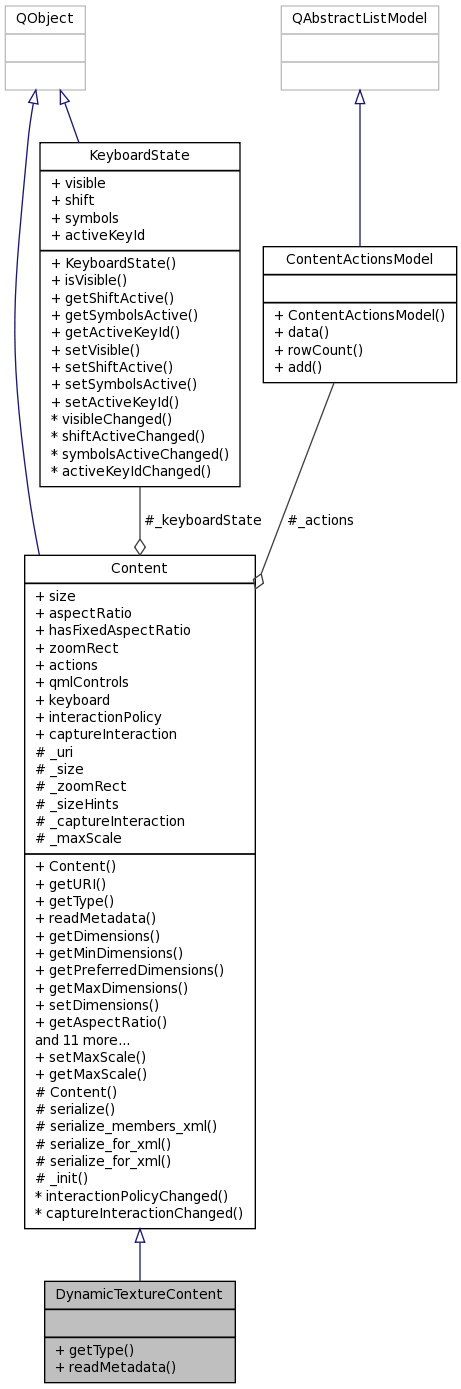 QObject
QAbstractListModel
KeyboardState
+ visible
+ shift
+ symbols
+ activeKeyId
+ KeyboardState()
+ isVisible()
+ getShiftActive()
+ getSymbolsActive()
+ getActiveKeyId()
+ setVisible()
+ setShiftActive()
+ setSymbolsActive()
+ setActiveKeyId()
* visibleChanged()
* shiftActiveChanged()
* symbolsActiveChanged()
* activeKeyIdChanged()
ContentActionsModel
+ ContentActionsModel()
+ data()
+ rowCount()
+ add()
#_keyboardState
#_actions
Content
+ size
+ aspectRatio
+ hasFixedAspectRatio
+ zoomRect
+ actions
+ qmlControls
+ keyboard
+ interactionPolicy
+ captureInteraction
# _uri
# _size
# _zoomRect
# _sizeHints
# _captureInteraction
# _maxScale
+ Content()
+ getURI()
+ getType()
+ readMetadata()
+ getDimensions()
+ getMinDimensions()
+ getPreferredDimensions()
+ getMaxDimensions()
+ setDimensions()
+ getAspectRatio()
and 11 more...
+ setMaxScale()
+ getMaxScale()
# Content()
# serialize()
# serialize_members_xml()
# serialize_for_xml()
# serialize_for_xml()
# _init()
* interactionPolicyChanged()
* captureInteractionChanged()
DynamicTextureContent
+ getType()
+ readMetadata()